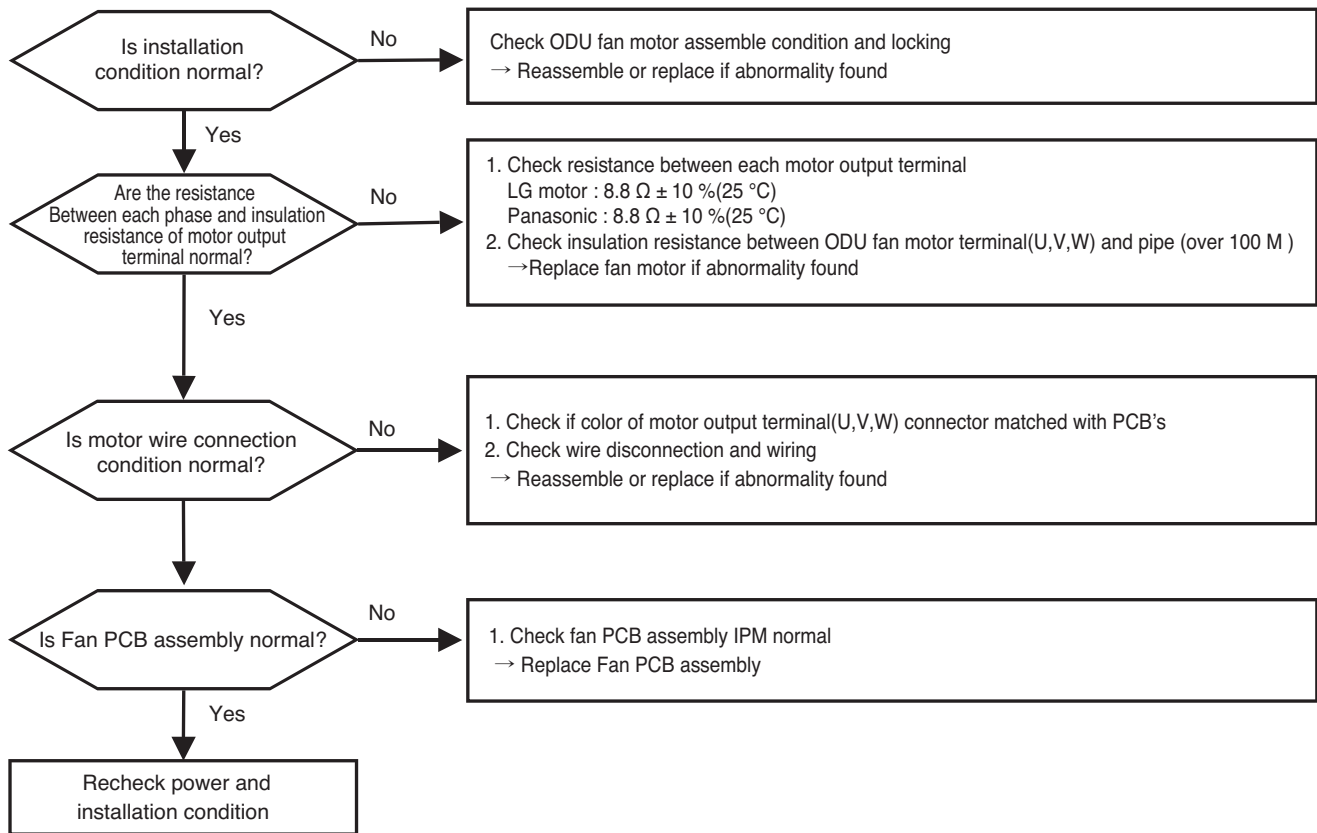 Is installation
condition normal?
No
Check ODU fan motor assemble condition and locking
→ Reassemble or replace if abnormality found
Yes
Are the resistance
Between each phase and insulation
resistance of motor output
terminal normal?
No
1. Check resistance between each motor output terminal
LG motor : 8.8 Ω ± 10 %(25 °C)
Panasonic : 8.8 Ω ± 10 %(25 °C)
2. Check insulation resistance between ODU fan motor terminal(U,V,W) and pipe (over 100 M )
→Replace fan motor if abnormality found
Yes
Is motor wire connection
condition normal?
No
1. Check if color of motor output terminal(U,V,W) connector matched with PCB’s
2. Check wire disconnection and wiring
→ Reassemble or replace if abnormality found
Is Fan PCB assembly normal?
No
1. Check fan PCB assembly IPM normal
→ Replace Fan PCB assembly
Yes
Recheck power and
installation condition